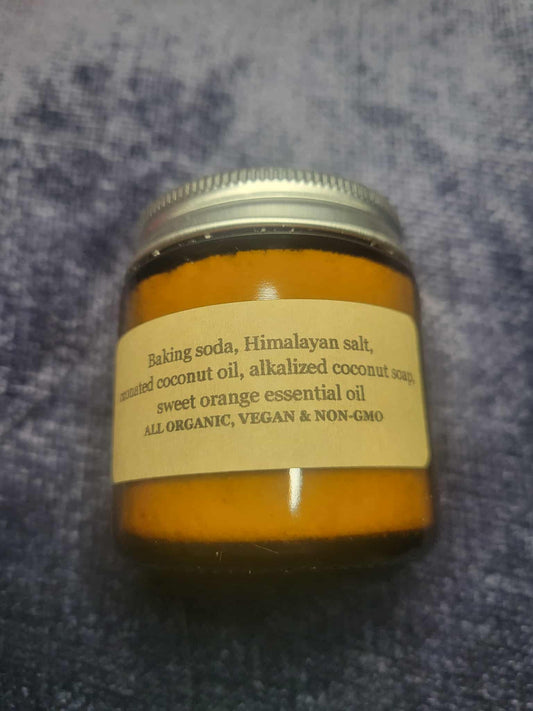 Baking soda, Himalayan salt,
coconut oil, alkalized coconut soap,
sweet orange essential oil
ALL ORGANIC, VEGAN & NON-GMO